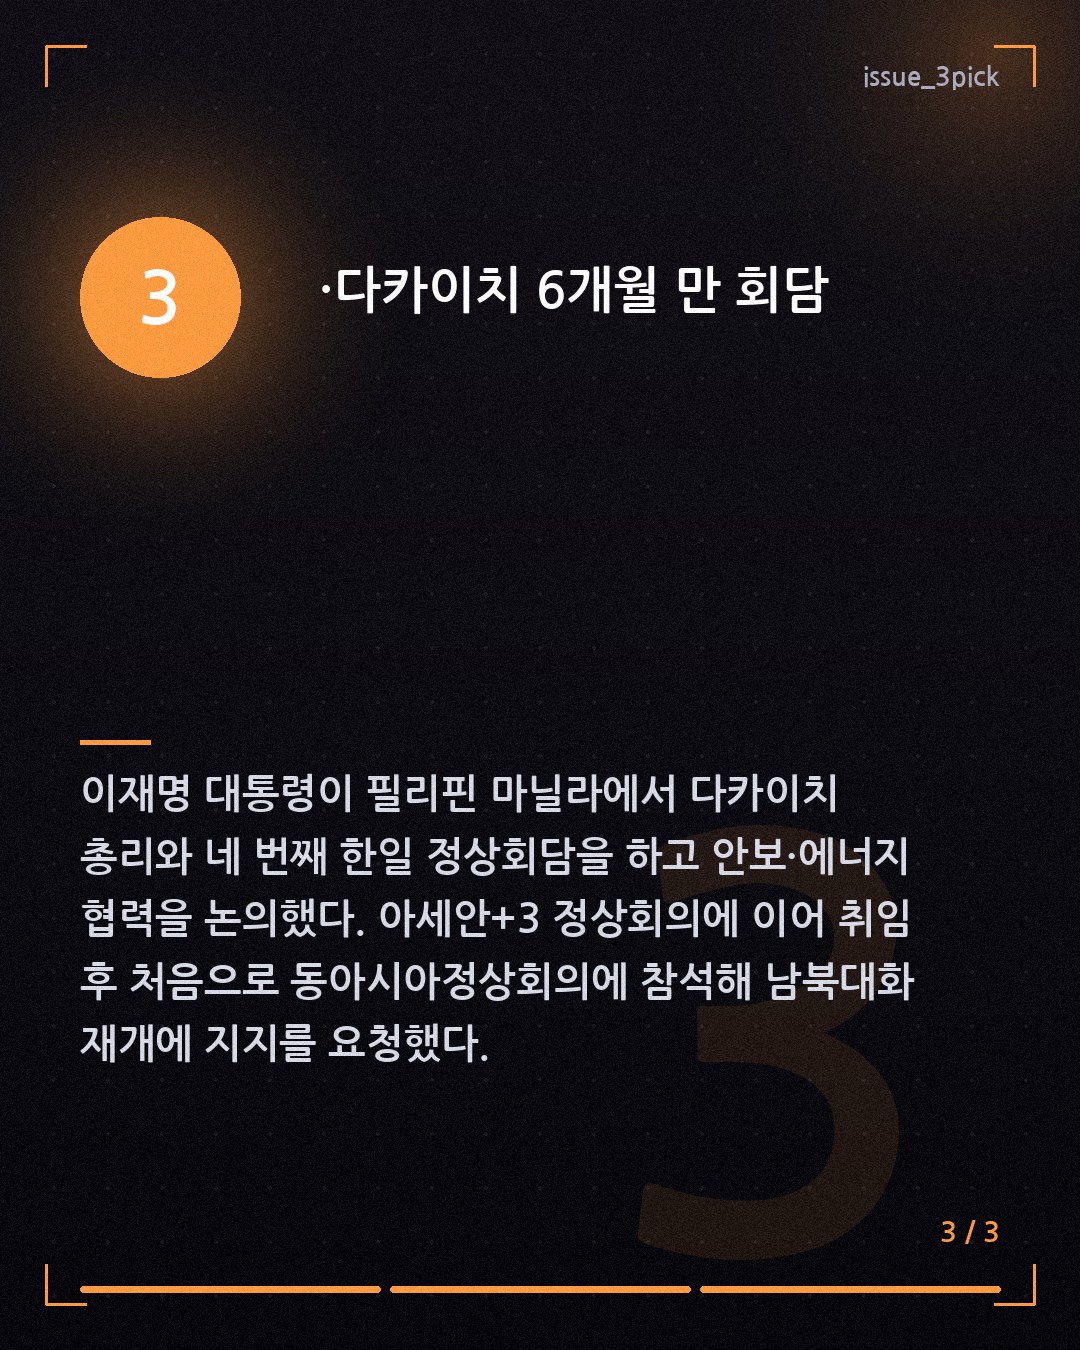 issue_3pick
3
·다카이치 6개월 만 회담
이재명 대통령이 필리핀 마닐라에서 다카이치
총리와 네 번째 한일 정상회담을 하고 안보·에너지
협력을 논의했다. 아세안+3 정상회의에 이어 취임
후 처음으로 동아시아정상회의에 참석해 남북대화
재개에 지지를 요청했다.
3
3 / 3